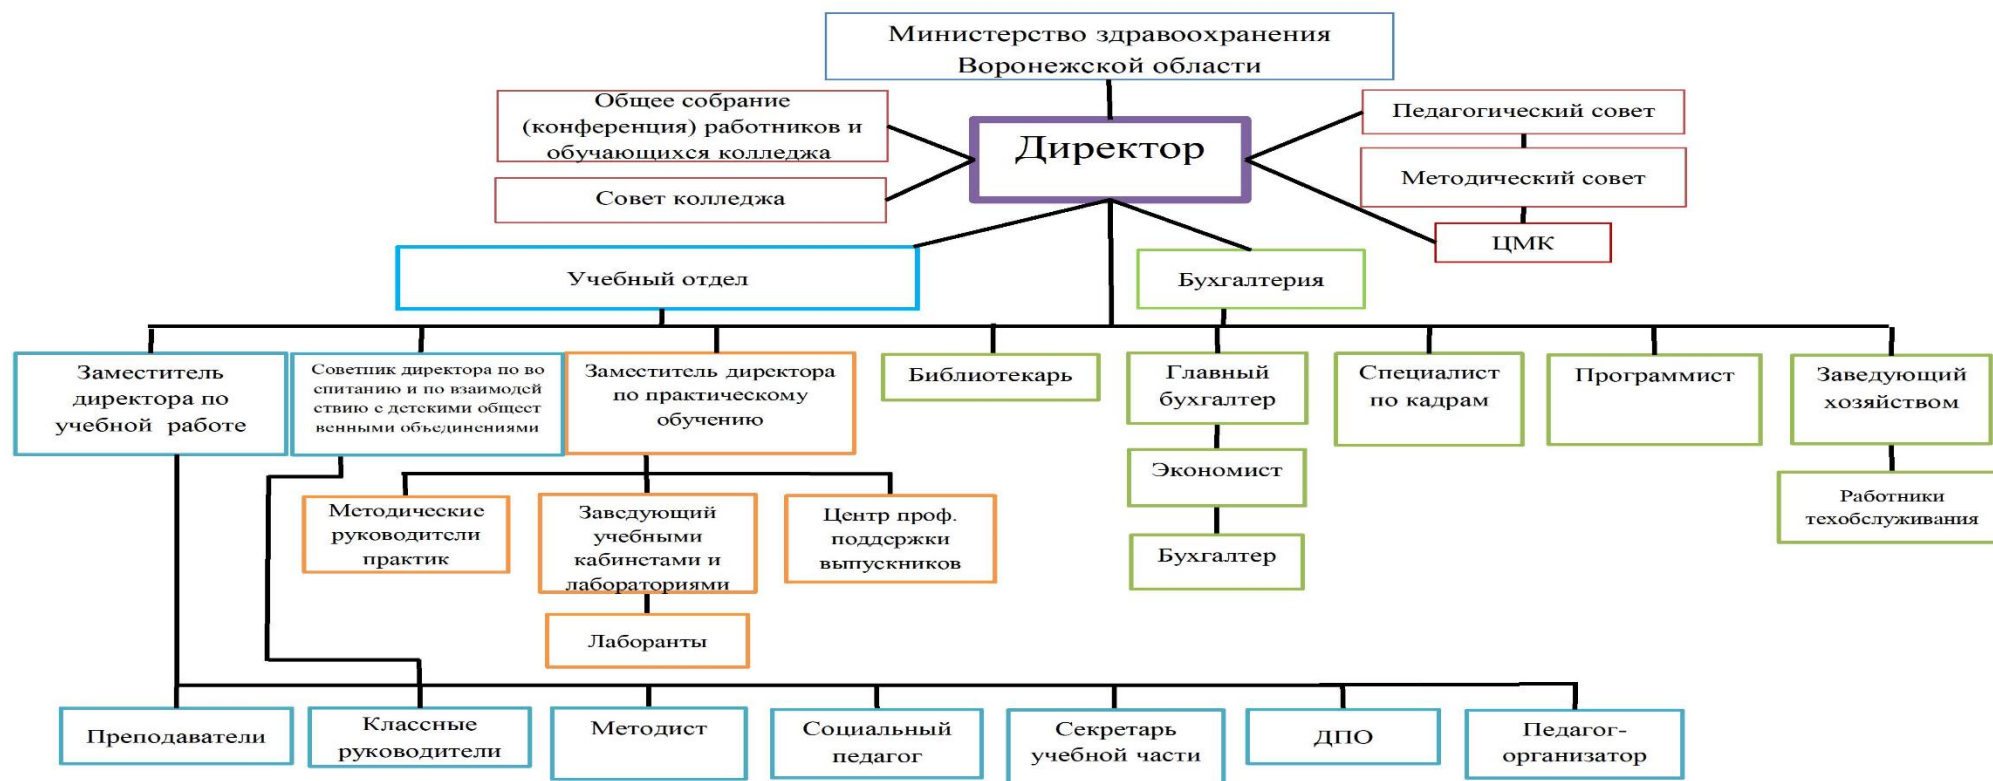 Министерство здравоохранения
Воронежской области
Общее собрание
(конференция) работников и
обучающихся колледжа
Директор
Педагогический совет
Методический совет
Совет колледжа
ЦМК
Учебный отдел
Бухгалтерия
Заместитель
директора по
учебной работе
Советник директора по во
спитанию и по взаимодей
ствию с детскими общест
венными объединениями
Заместитель директора
по практическому
обучению
Библиотекарь
Главный
бухгалтер
Специалист
по кадрам
Программист
Заведующий
хозяйством
Экономист
Работники
техобслуживания
Методические
руководители
практик
Заведующий
учебными
кабинетами и
лабораториями
Центр проф.
поддержки
выпускников
Бухгалтер
Лаборанты
Преподаватели
Классные
руководители
Методист
Социальный
педагог
Секретарь
учебной части
ДПО
Педагог-
организатор